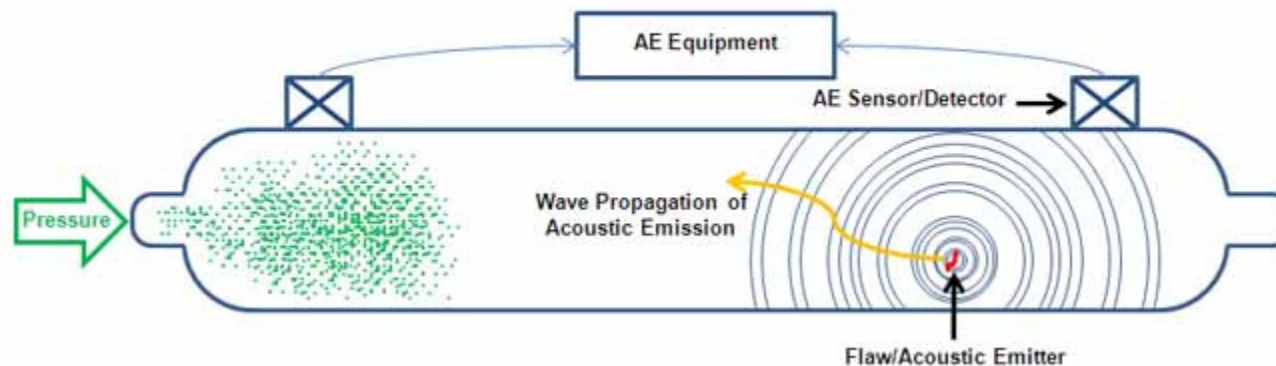 AE Equipment
AE Sensor/Detector
Pressure
Wave Propagation of
Acoustic Emission
Flaw/Acoustic Emitter